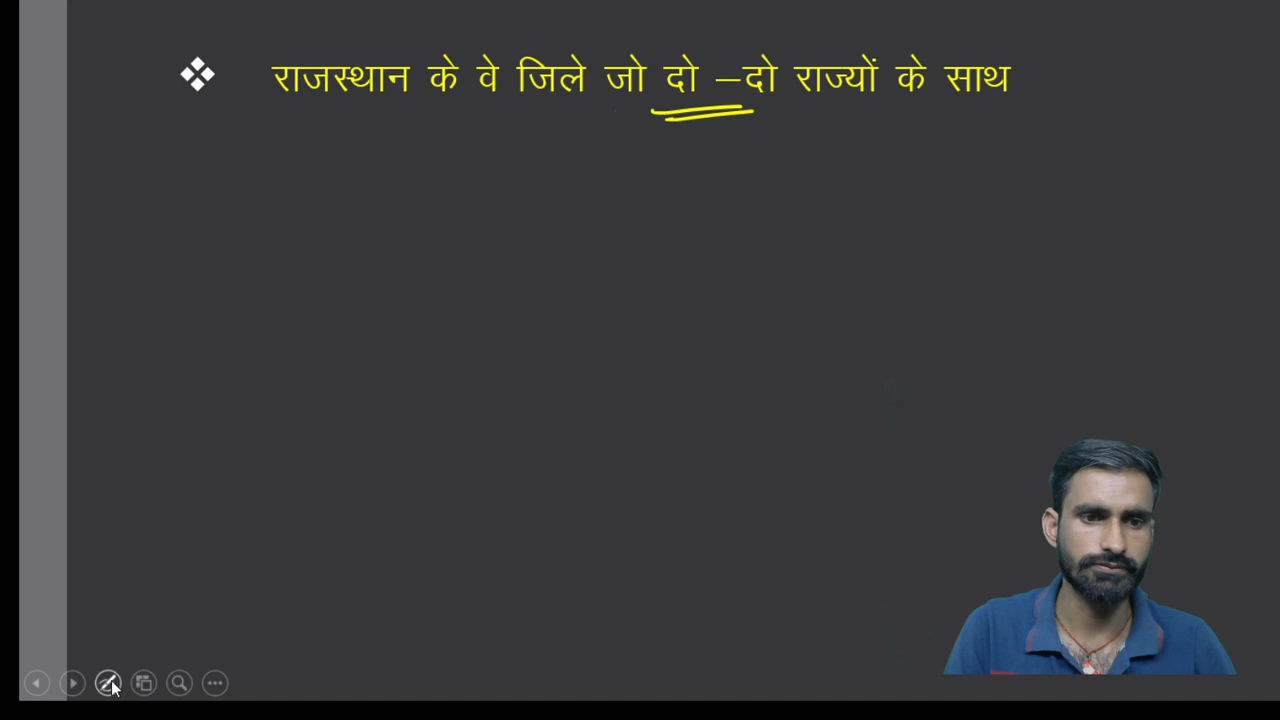 राजस्थान के वे जिले जो दो –दो राज्यों के साथ